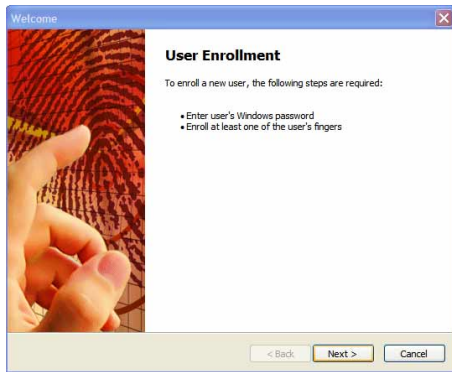 Welcome
User Enrollment
To enroll a new user, the following steps are required:
• Enter user's Windows password
• Enroll at least one of the user's fingers
< Back Next > Cancel